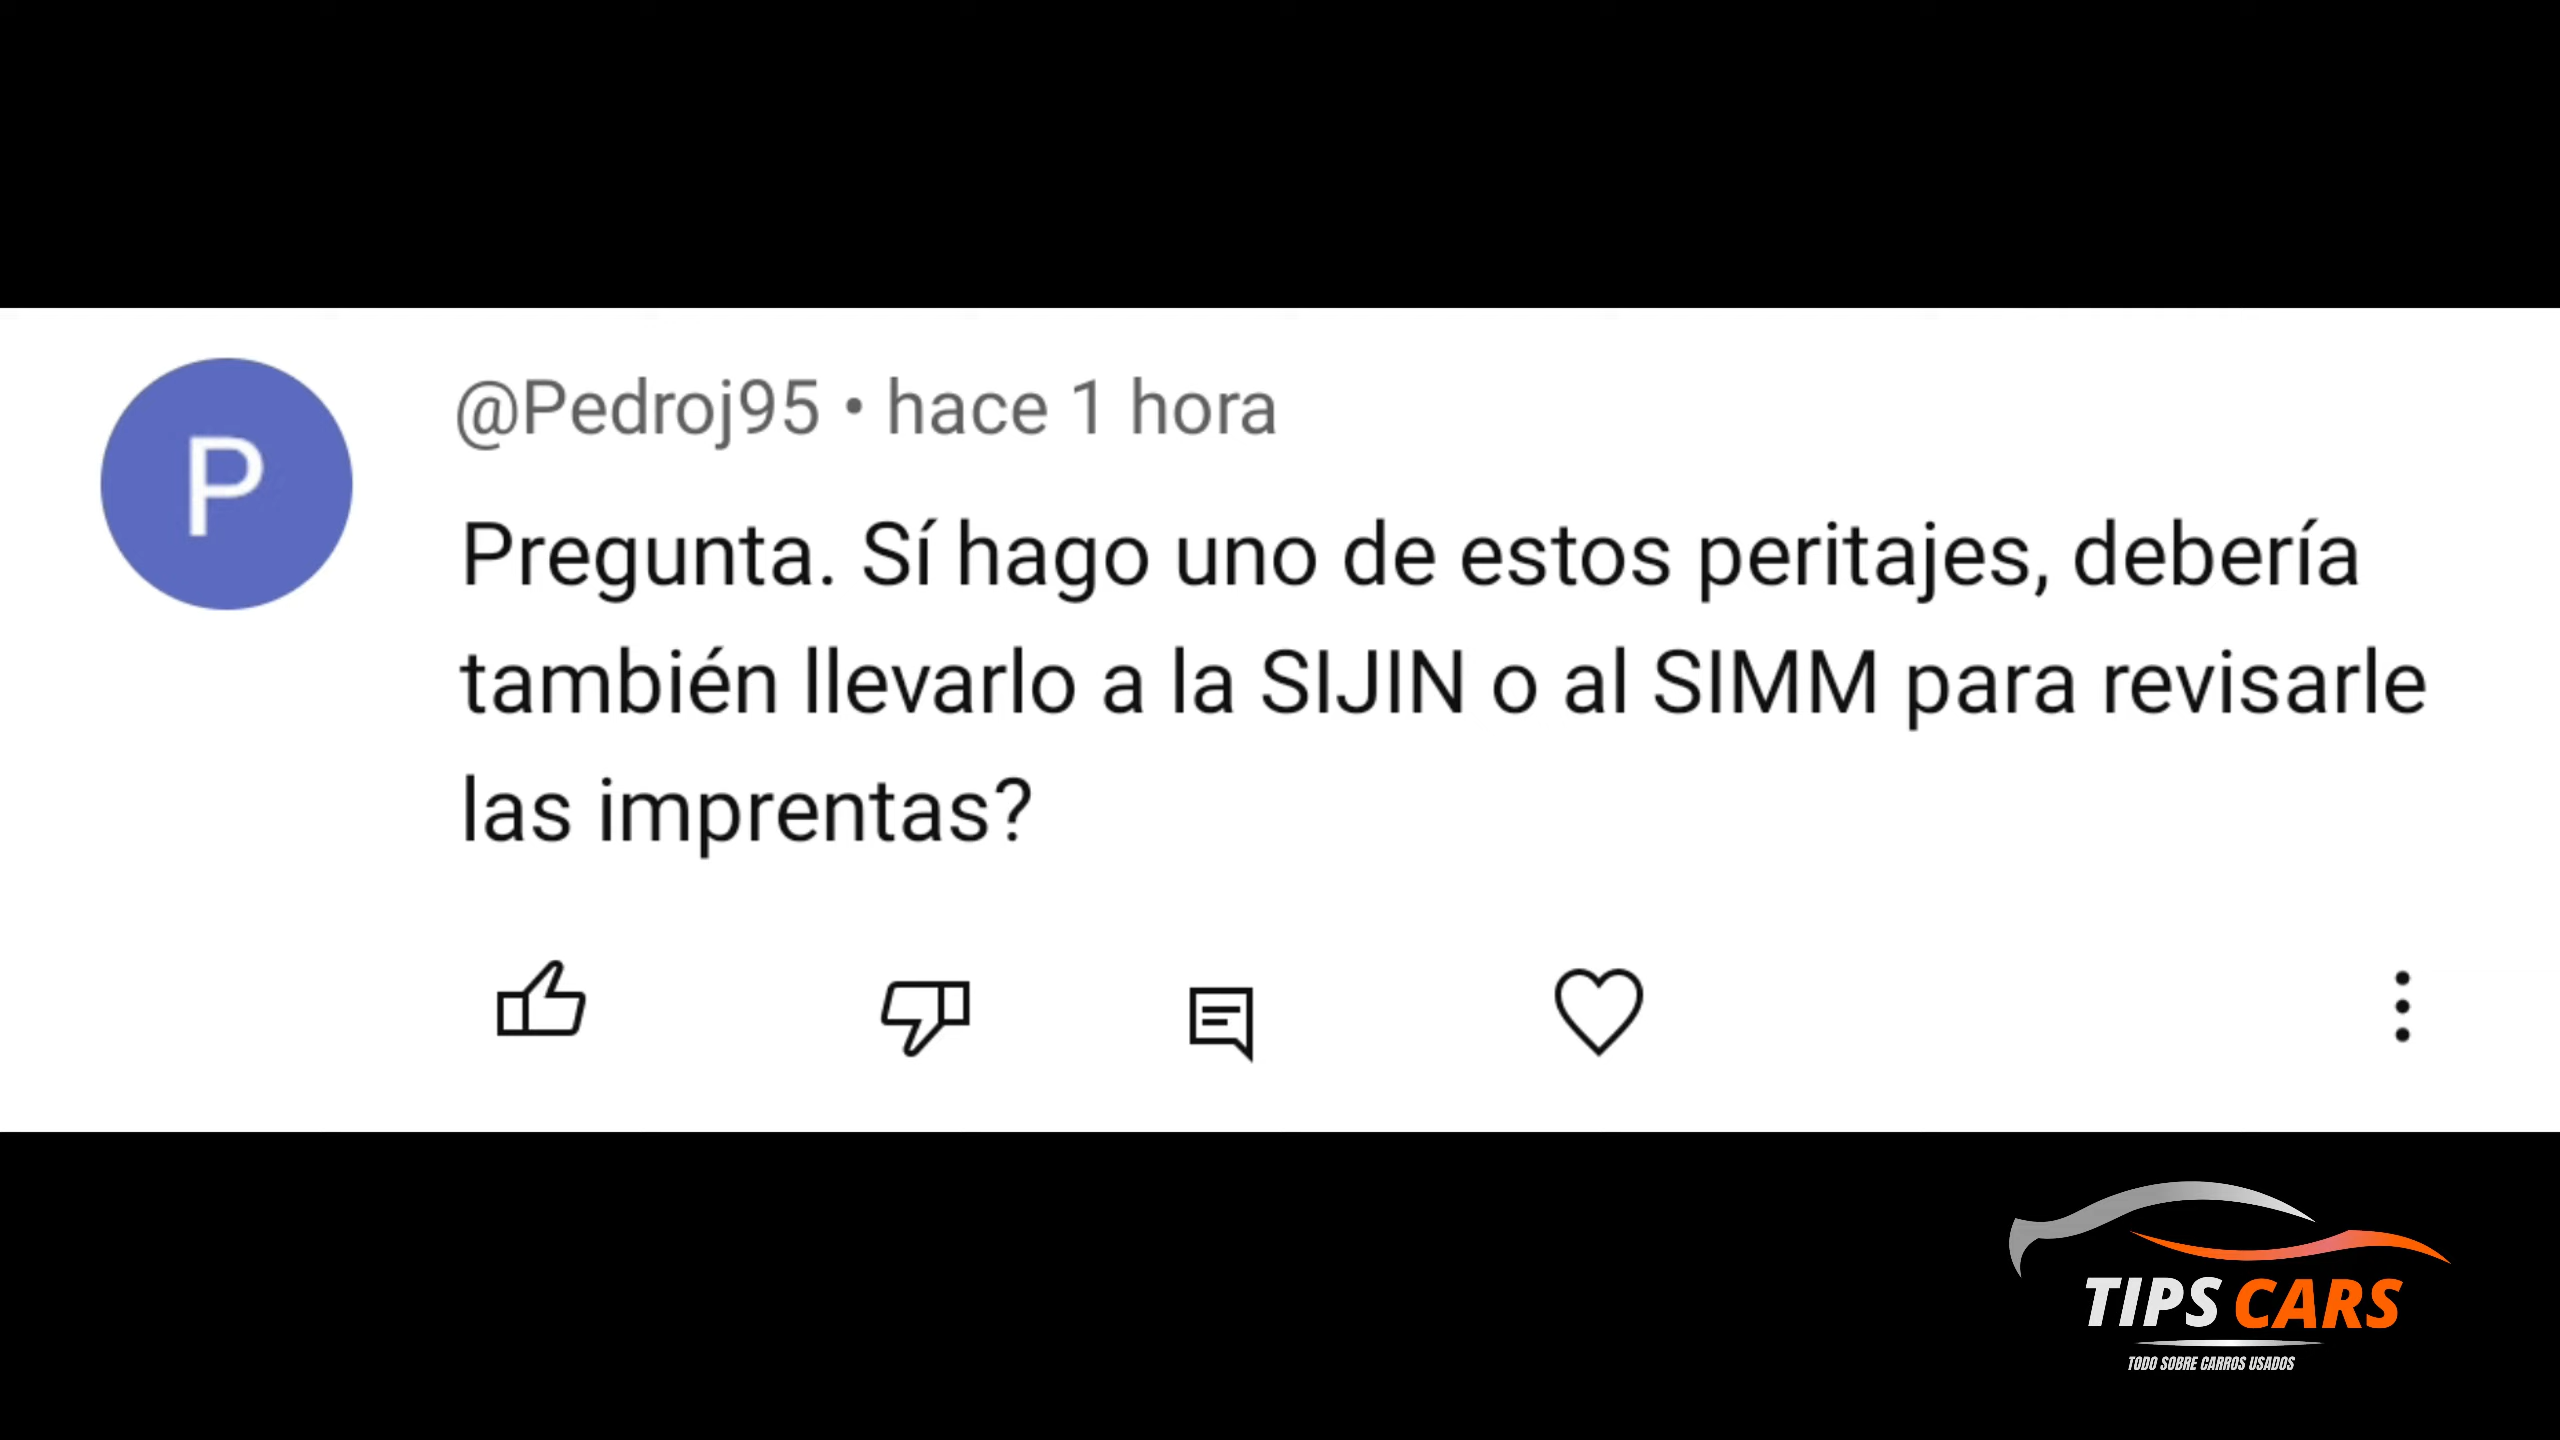 P
@Pedroj95 • hace 1 hora
Pregunta. Sí hago uno de estos peritajes, debería
también llevarlo a la SIJIN o al SIMM para revisarle
las imprentas?
TIPS CARS
TODO SOBRE CARROS USADOS